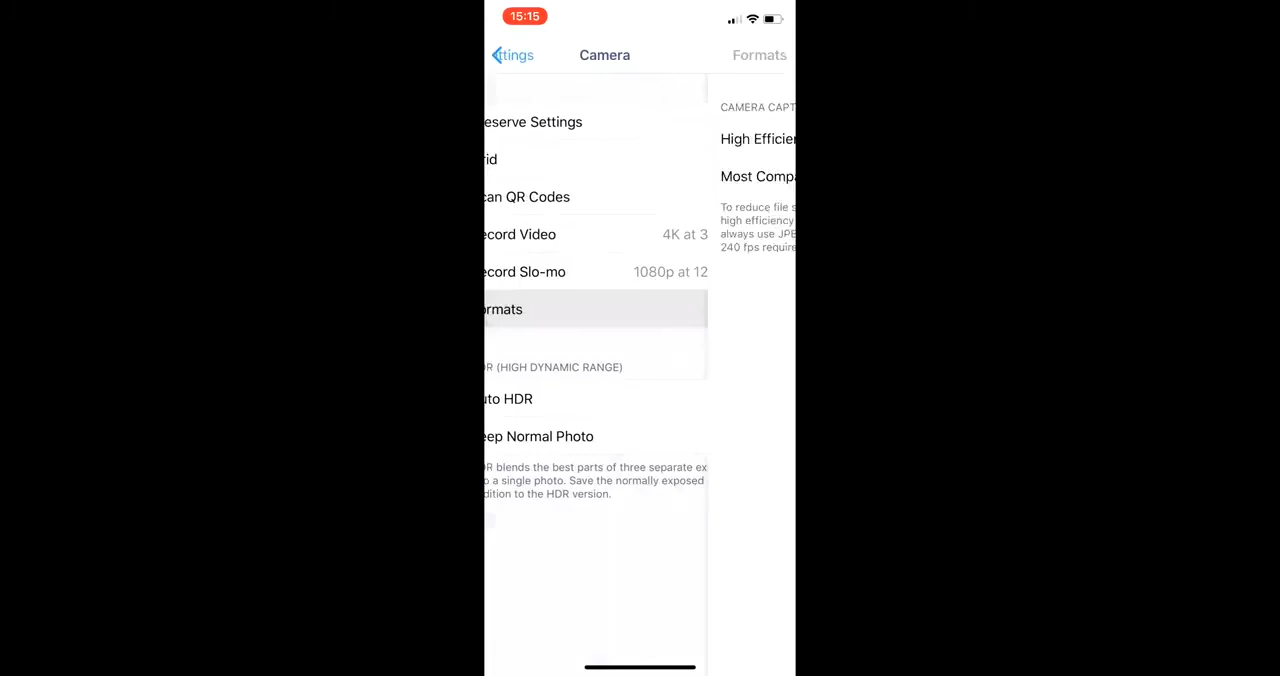 15:15
ttings Camera Formats
eserve Settings
rid
can QR Codes
ecord Video 4K at 3
ecord Slo-mo 1080p at 12
ormats
R (HIGH DYNAMIC RANGE)
uto HDR
eep Normal Photo
R blends the best parts of three separate ex
o a single photo. Save the normally exposed
dition to the HDR version.
CAMERA CAPT
High Efficien
Most Compa
To reduce file s
high efficiency
always use JPE
240 fps require